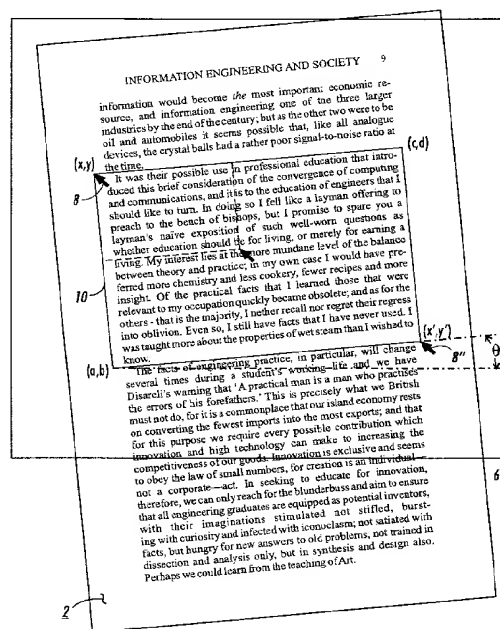 INFORMATION ENGINEERING AND SOCIETY 9
information would become the most important economic re-
source, and information engineering one of the three larger
industries by the end of the century; but as the other two were to be
oil and automobiles it seems possible that, like all analogue
devices, the crystal balls had a rather poor signal-to-noise ratio at
the time.
(x,y)
(c,d)
8
It was their possible use in professional education that intro-
duced this brief consideration of the convergence of computing
and communications, and it is to the education of engineers that I
should like to turn. In doing so I fell like a layman offering to
preach to the bench of bishops, but I promise to spare you a
layman's naïve exposition of such well-worn questions as
whether education should be for living, or merely for earning a
living. My interest lies at the more mundane level of the balance
10
between theory and practice; in my own case I would have pre-
ferred more chemistry and less cookery, fewer recipes and more
insight. Of the practical facts that I learned those that were
relevant to my occupation quickly became obsolete; and as for the
others - that is the majority, I nether recall nor regret their regress
into oblivion. Even so, I still have facts that I have never used. I
was taught more about the properties of wet steam than I wished to
know.
(x',y')
8"
θ
(a,b)
The facts of engineering practice, in particular, will change
several times during a student's working life and we have
Disareli's warning that 'A practical man is a man who practises
the errors of his forefathers.' This is precisely what we British
must not do, for it is a commonplace that our island economy rests
on converting the fewest imports into the most exports; and that
for this purpose we require every possible contribution which
innovation and high technology can make to increasing the
competitiveness of our goods. Innovation is exclusive and seems
to obey the law of small numbers, for creation is an individual—
not a corporate—act. In seeking to educate for innovation,
therefore, we can only reach for the blunderbuss and aim to ensure
that all engineering graduates are equipped as potential inventors,
with their imaginations stimulated not stifled, burst-
ing with curiosity and infected with iconoclasm; not satiated with
facts, but hungry for new answers to old problems, not trained in
dissection and analysis only, but in synthesis and design also.
Perhaps we could learn from the teaching of Art.
6
2